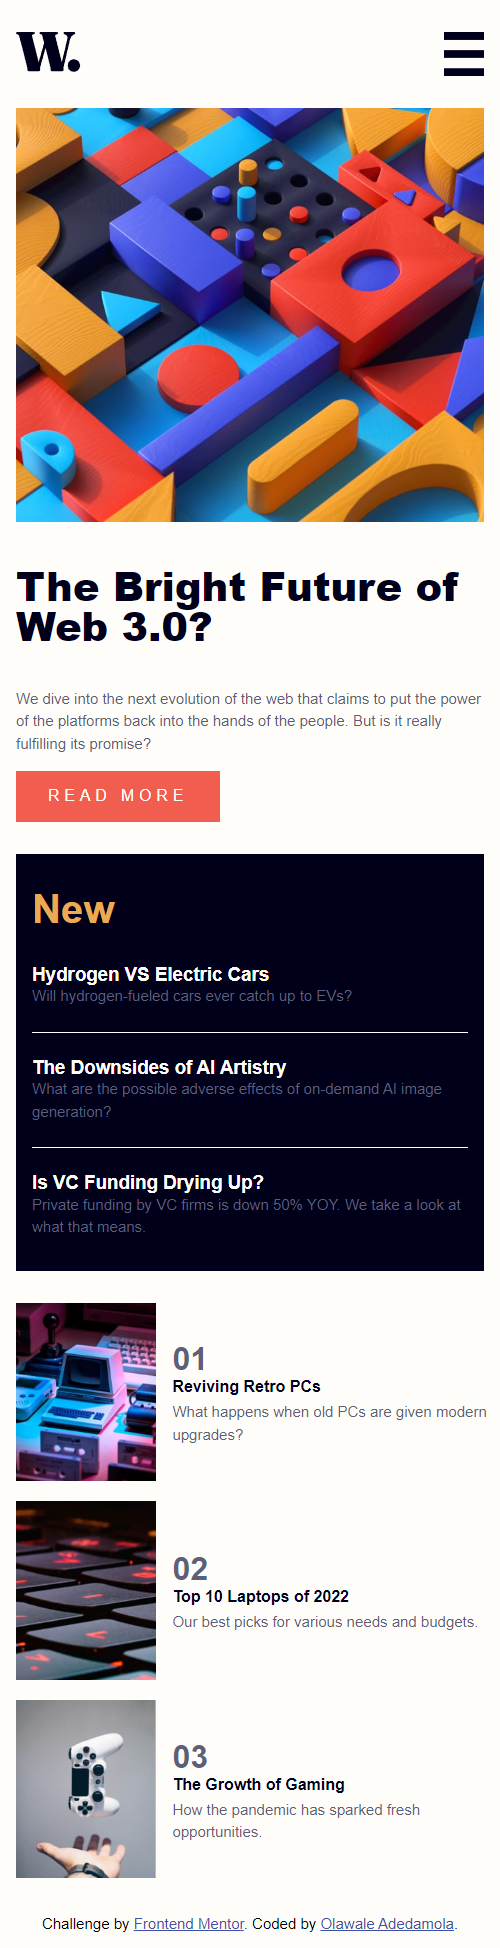 W.
The Bright Future of
Web 3.0?
We dive into the next evolution of the web that claims to put the power
of the platforms back into the hands of the people. But is it really
fulfilling its promise?
READ MORE
New
Hydrogen VS Electric Cars
Will hydrogen-fueled cars ever catch up to EVs?
The Downsides of AI Artistry
What are the possible adverse effects of on-demand AI image
generation?
Is VC Funding Drying Up?
Private funding by VC firms is down 50% YOY. We take a look at
what that means.
01
Reviving Retro PCs
What happens when old PCs are given modern
upgrades?
02
Top 10 Laptops of 2022
Our best picks for various needs and budgets.
03
The Growth of Gaming
How the pandemic has sparked fresh
opportunities.
Challenge by Frontend Mentor. Coded by Olawale Adedamola.